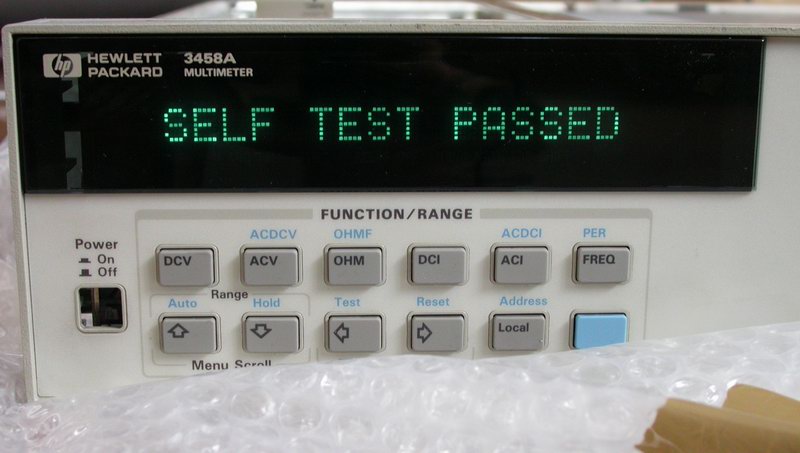 hp HEWLETT PACKARD 3458A MULTIMETER
SELF TEST PASSED
FUNCTION/RANGE
Power
On
Off
ACDCV OHMF ACDCI PER
DCV ACV OHM DCI ACI FREQ
Range
Auto Hold Test Reset Address
Local
Menu Scroll